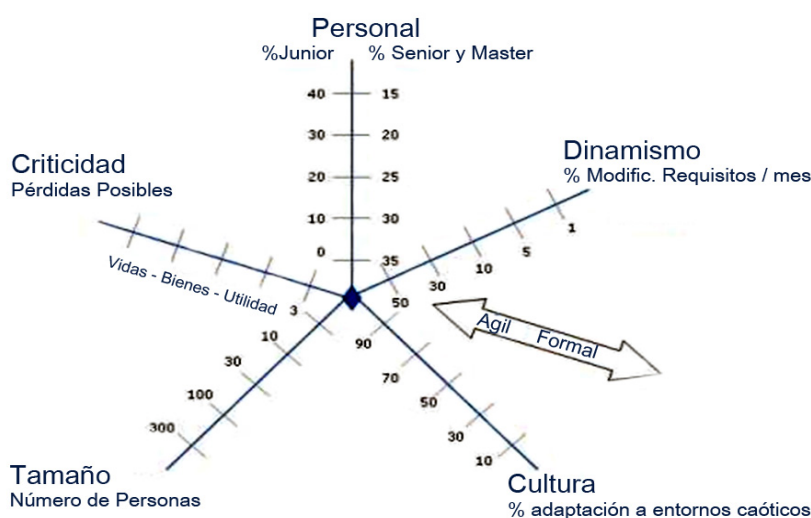 Personal
%Junior % Senior y Master
40 15
30 20
20 25
10 30
0 35
Criticidad
Pérdidas Posibles
Vidas - Bienes - Utilidad
Dinamismo
% Modific. Requisitos / mes
1
5
10
30
50
Agil Formal
3
10
30
100
300
Tamaño
Número de Personas
90
70
50
30
10
Cultura
% adaptación a entornos caóticos